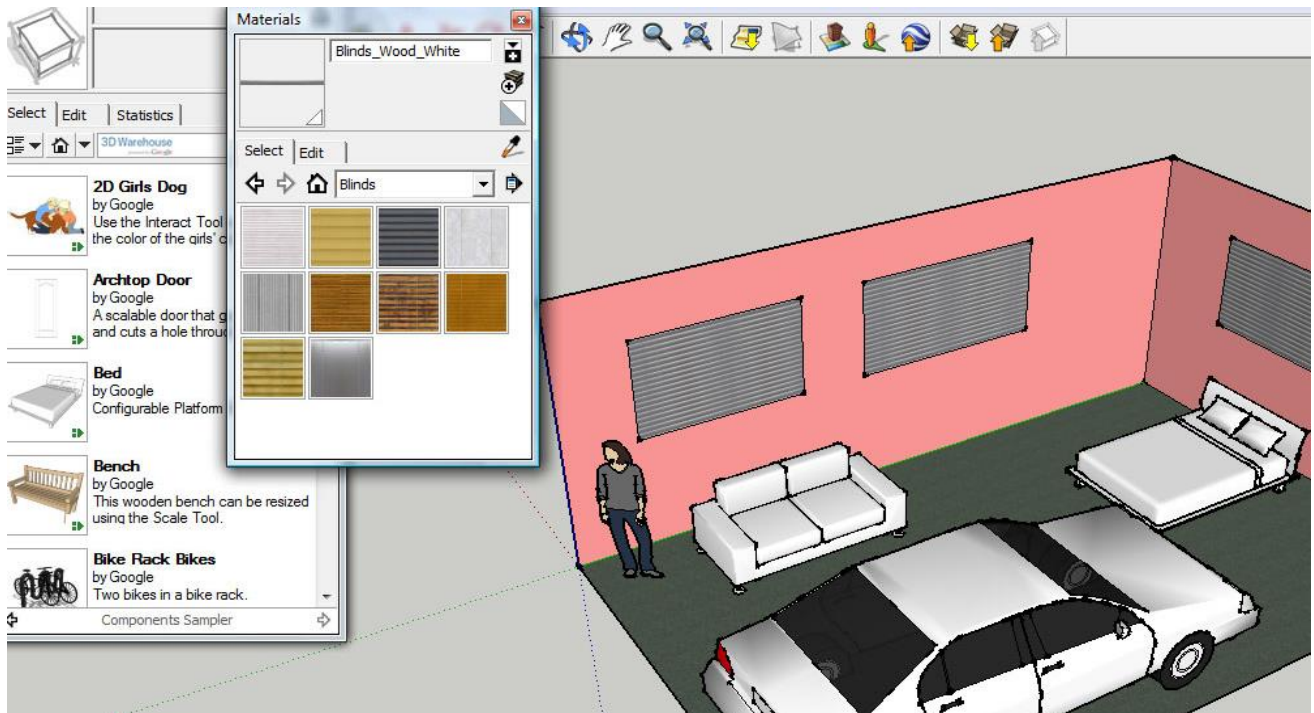 Materials
Blinds_Wood_White
Select Edit
Blinds
Select Edit Statistics
3D Warehouse
2D Girls Dog
by Google
Use the Interact Tool
the color of the girls'
Archtop Door
by Google
A scalable door that
and cuts a hole
Bed
by Google
Configurable Platform
Bench
by Google
This wooden bench can be resized
using the Scale Tool.
Bike Rack Bikes
by Google
Two bikes in a bike rack.
Components Sampler